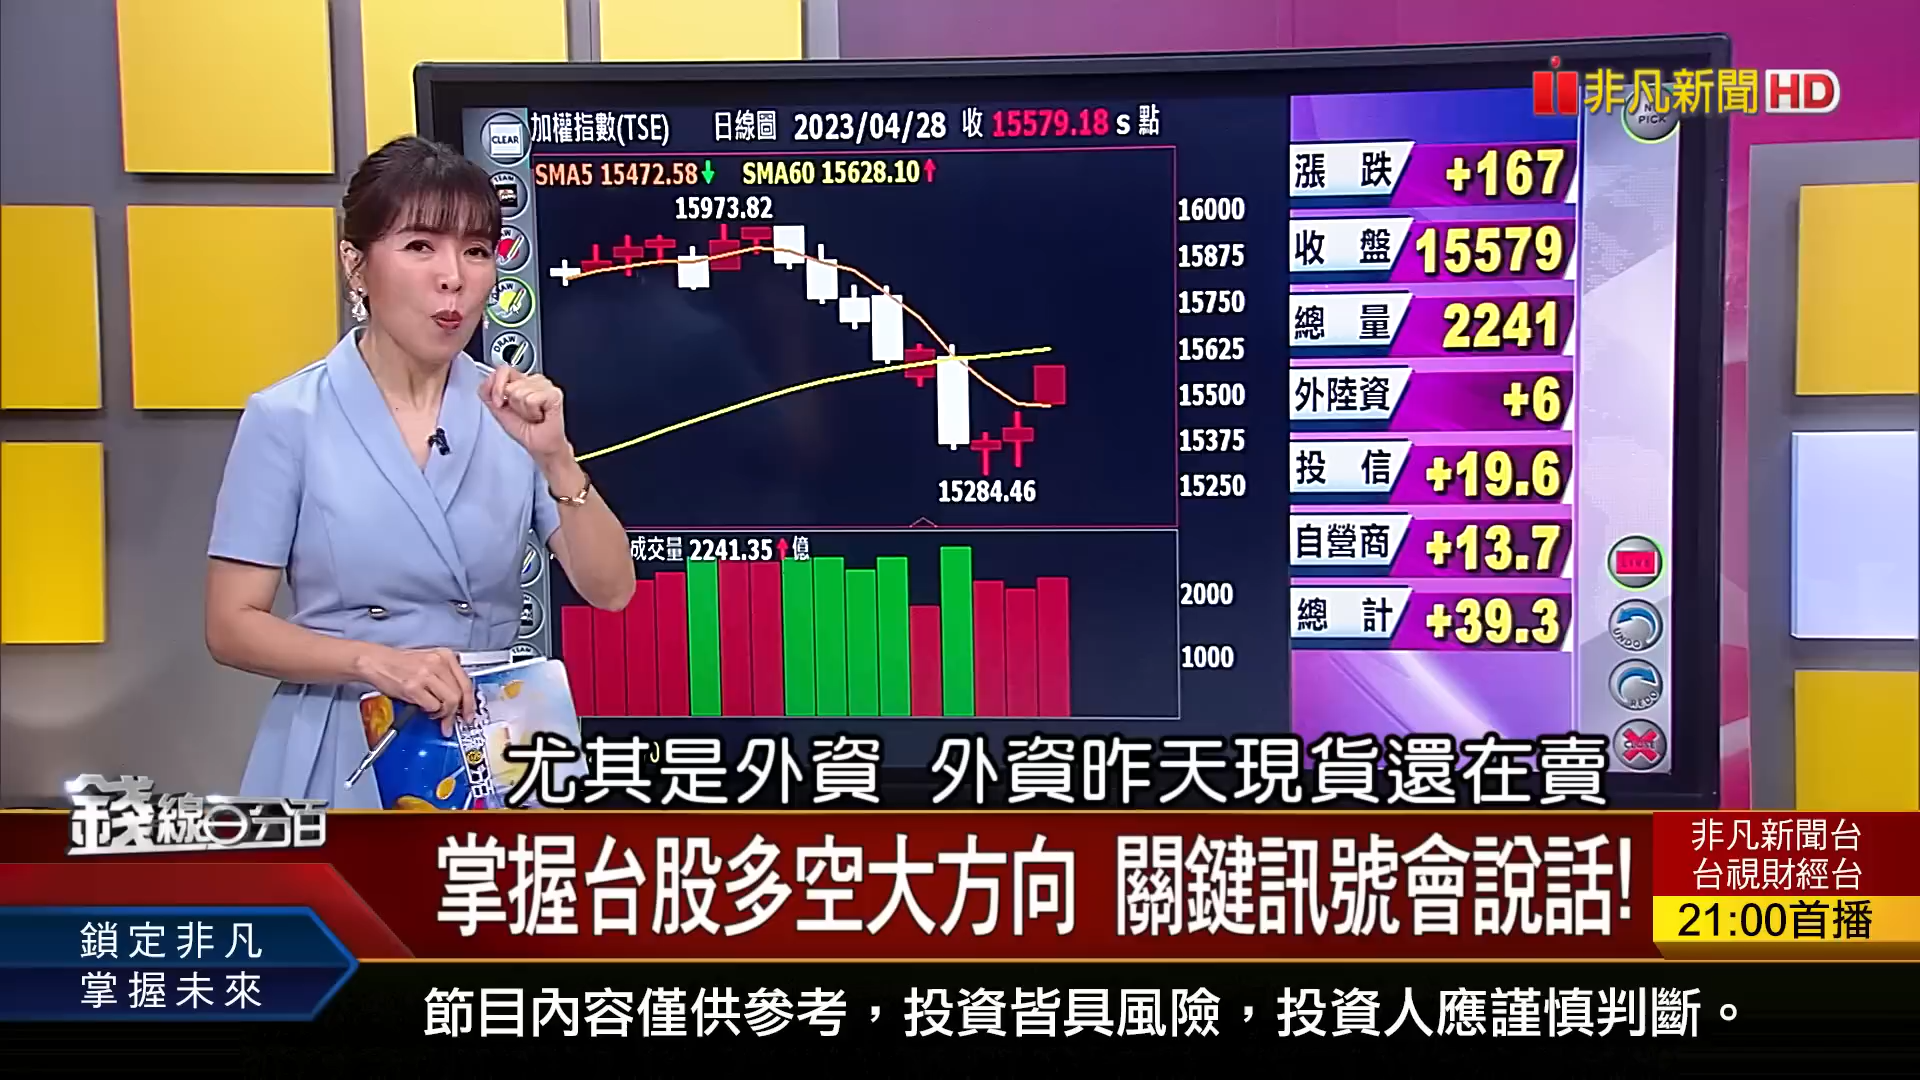 非凡新聞HD
加權指數(TSE) 日線圖 2023/04/28 收 15579.18 s 點
SMA5 15472.58↓ SMA60 15628.10↑
15973.82
15284.46
16000
15875
15750
15625
15500
15375
15250
成交量 2241.35↑億
2000
1000
CLEAR
DRAW
DRAW
漲跌 +167
收盤 15579
總量 2241
外陸資 +6
投信 +19.6
自營商 +13.7
總計 +39.3
PICK
LIVE
UNDO
REDO
CLOSE
尤其是外資 外資昨天現貨還在賣
錢線百分百
掌握台股多空大方向 關鍵訊號會說話!
非凡新聞台
台視財經台
21:00首播
鎖定非凡
掌握未來
節目內容僅供參考，投資皆具風險，投資人應謹慎判斷。